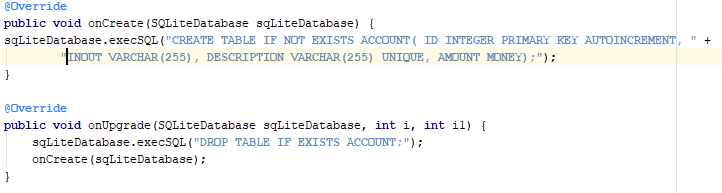 @Override
public void onCreate(SQLiteDatabase sqLiteDatabase) {
sqLiteDatabase.execSQL("CREATE TABLE IF NOT EXISTS ACCOUNT( ID INTEGER PRIMARY KEY AUTOINCREMENT, " +
"INOUT VARCHAR(255), DESCRIPTION VARCHAR(255) UNIQUE, AMOUNT MONEY);");
}
@Override
public void onUpgrade(SQLiteDatabase sqLiteDatabase, int i, int i1) {
sqLiteDatabase.execSQL("DROP TABLE IF EXISTS ACCOUNT;");
onCreate(sqLiteDatabase);
}